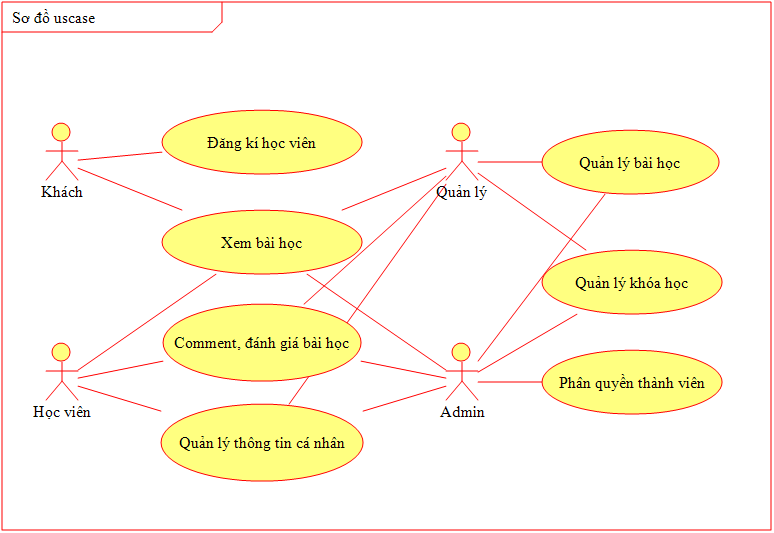 Sơ đồ uscase
Đăng kí học viên
Khách
Quản lý
Quản lý bài học
Xem bài học
Quản lý khóa học
Comment, đánh giá bài học
Học viên
Admin
Phân quyền thành viên
Quản lý thông tin cá nhân